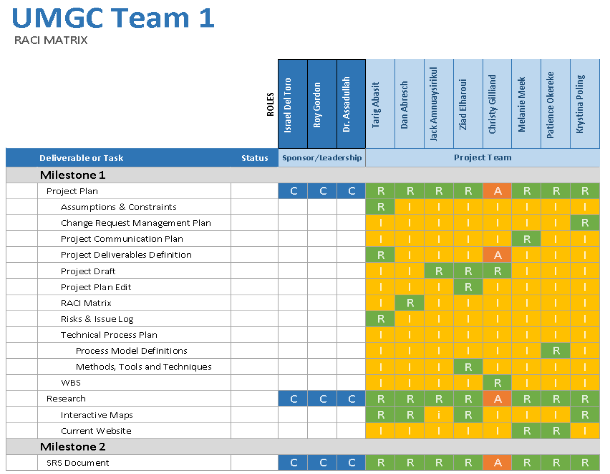 UMGC Team 1
RACI MATRIX
ROLES
Israel Del Toro
Roy Gordon
Dr. Assadullah
Tariq Abasit
Dan Abresch
Jack Amnuaysirikul
Ziad Elharoui
Christy Gilliand
Melanie Meek
Patience Okereke
Krystina Poling
Deliverable or Task Status Sponsor/Leadership Project Team
Milestone 1
Project Plan C C C R R R R A R R R
Assumptions & Constraints R I I I I I I I
Change Request Management Plan I I I I I I I R
Project Communication Plan I I I I I R I I
Project Deliverables Definition R I I I A I I I
Project Draft I I R R R I I I
Project Plan Edit I I I R I I I I
RACI Matrix I R I I I I I I
Risks & Issue Log R I I I I I I I
Technical Process Plan I I I I I I I I
Process Model Definitions I I I I I I R I
Methods, Tools and Techniques I I I R I I I I
WBS I I I I R I I I
Research C C C R R R R A R R R
Interactive Maps R R i R I I I R
Current Website I I I I I R R I
Milestone 2
SRS Document C C C R R R R A R R R